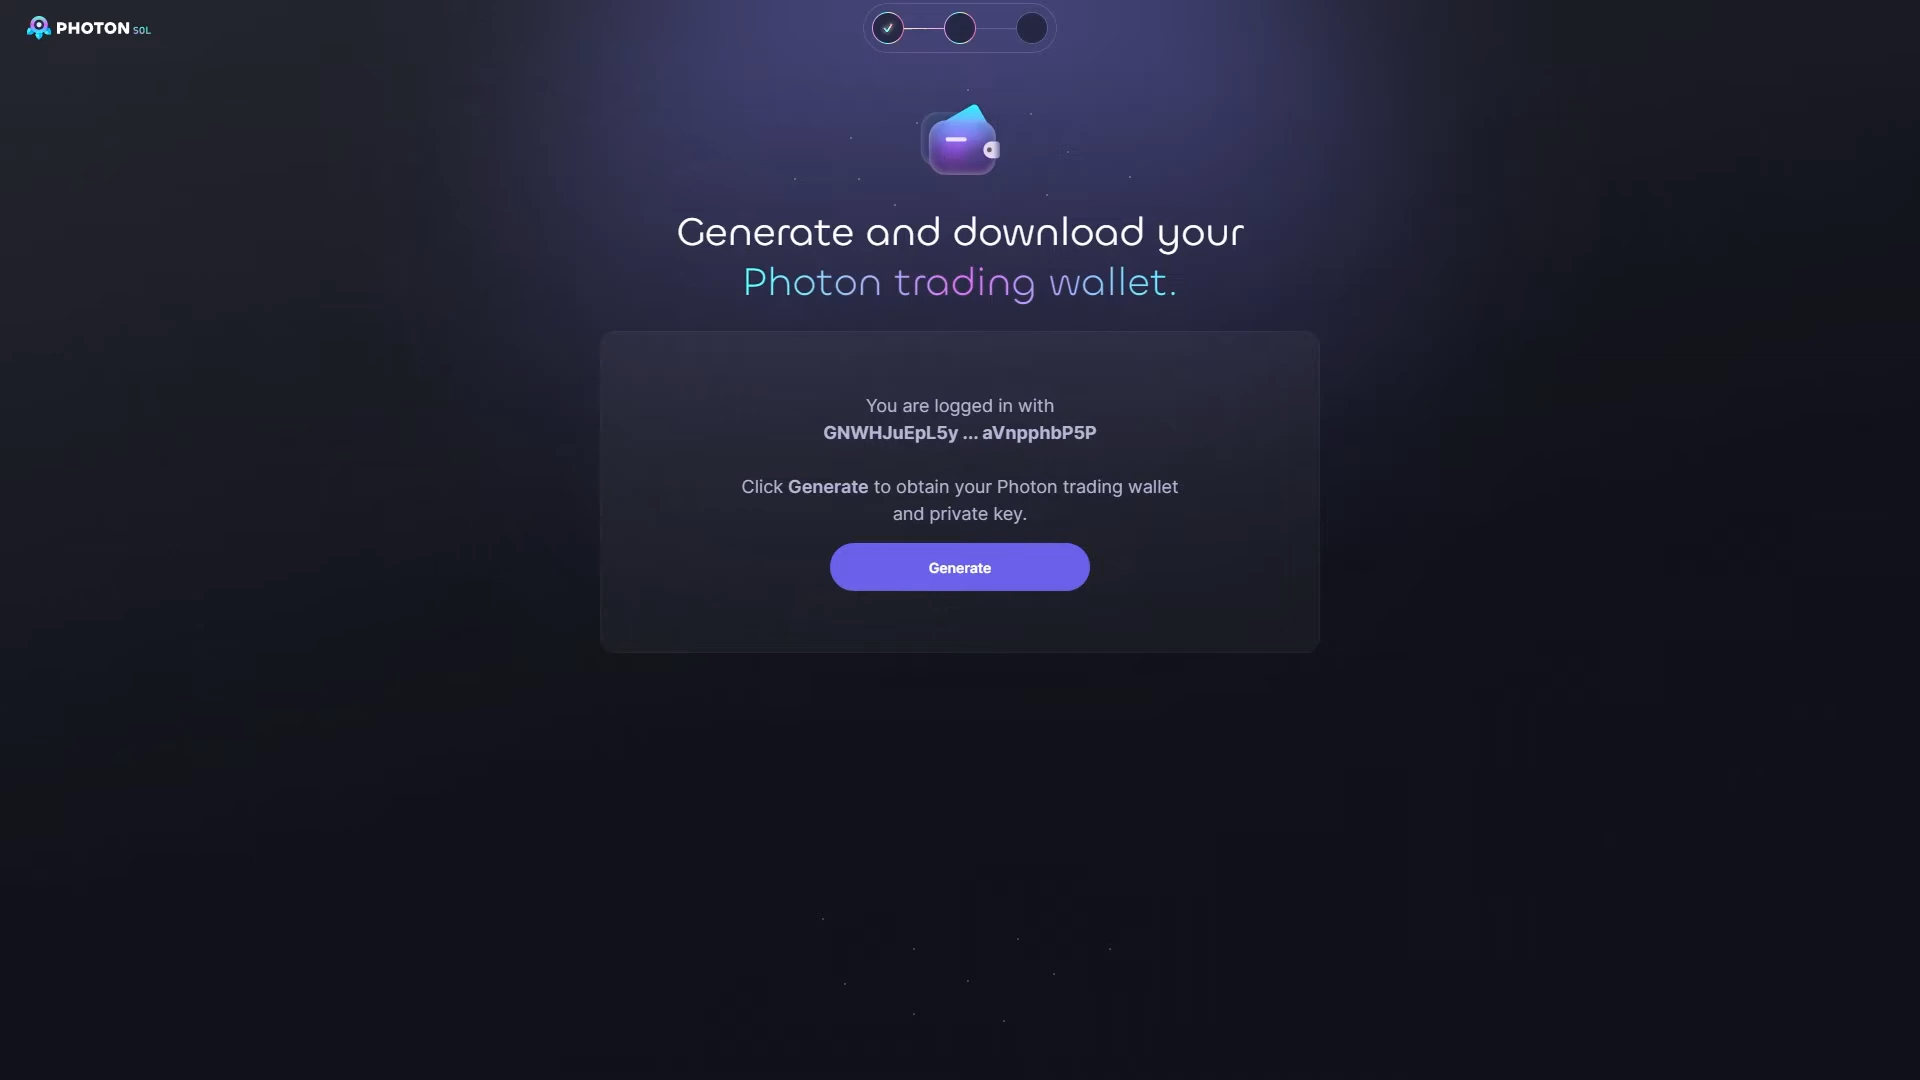 PHOTON SOL
Generate and download your
Photon trading wallet.
You are logged in with
GNWHJuEpL5y ... aVnpphbP5P
Click Generate to obtain your Photon trading wallet
and private key.
Generate